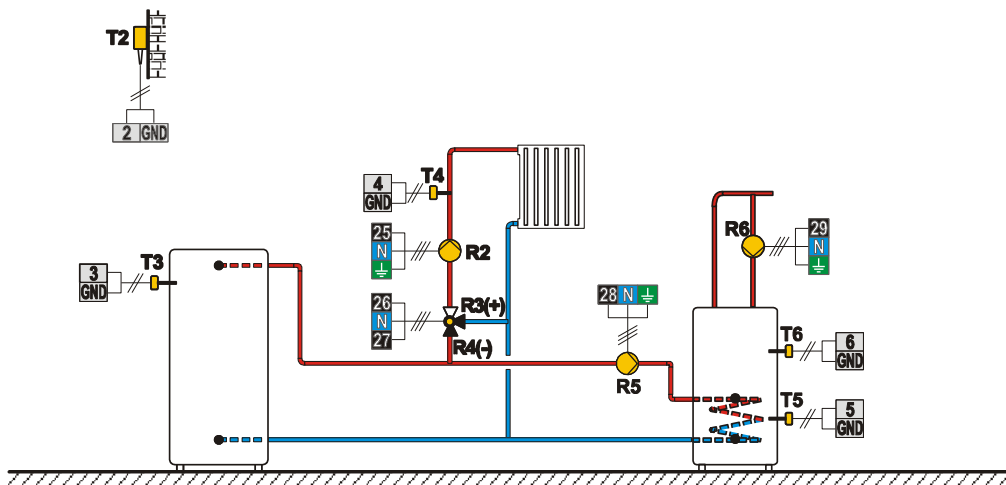 T2
2 GND
4
GND
T4
25
N
R2
R6
29
N
3
GND
T3
26
N
27
R3(+)
R4(-)
28 N
R5
T6
6
GND
T5
5
GND